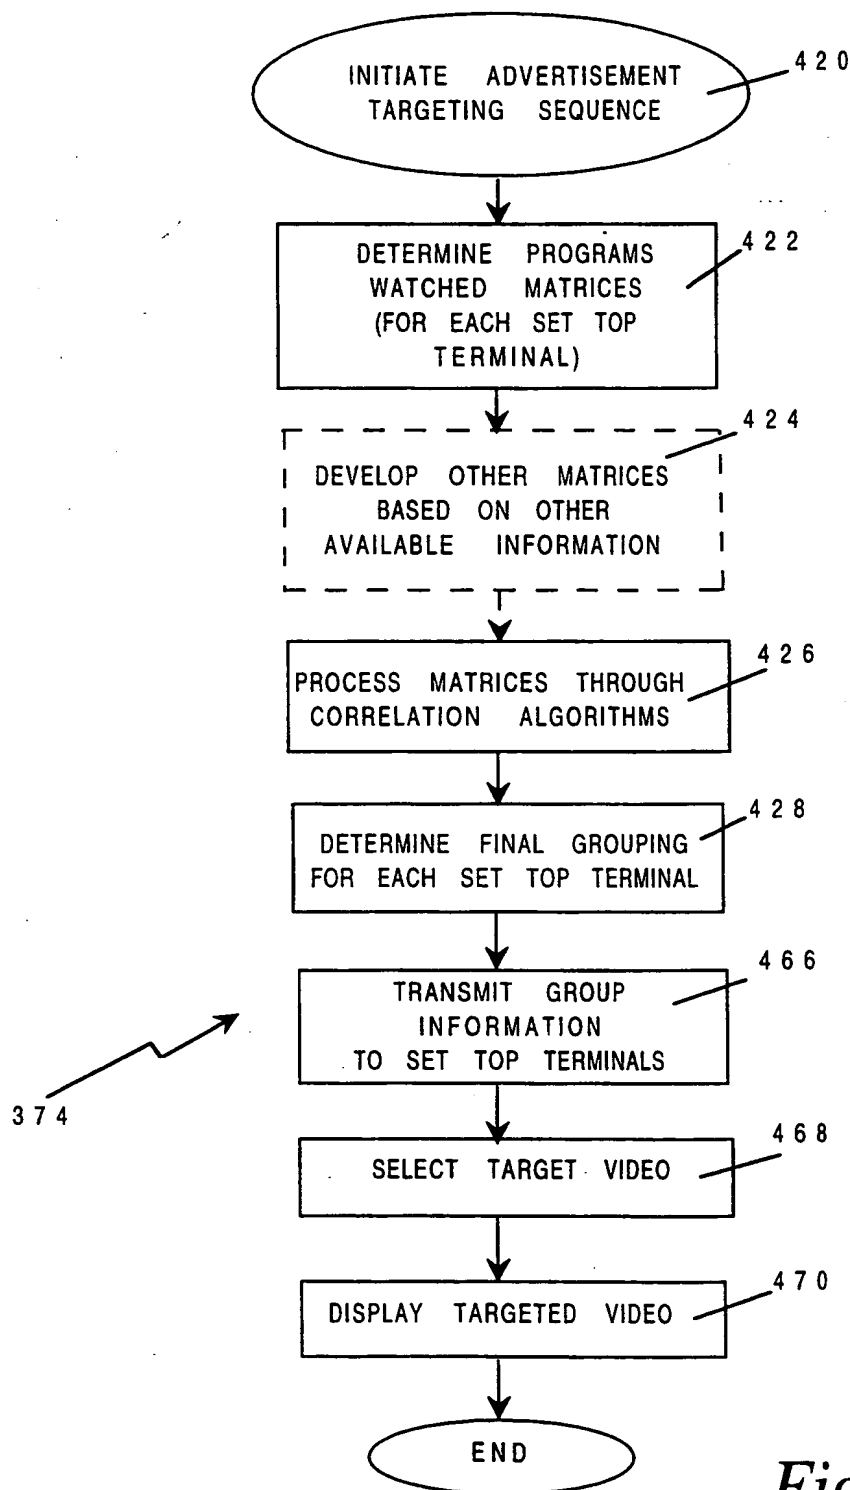 INITIATE ADVERTISEMENT
TARGETING SEQUENCE
420
DETERMINE PROGRAMS
WATCHED MATRICES
(FOR EACH SET TOP
TERMINAL)
422
DEVELOP OTHER MATRICES
BASED ON OTHER
AVAILABLE INFORMATION
424
PROCESS MATRICES THROUGH
CORRELATION ALGORITHMS
426
DETERMINE FINAL GROUPING
FOR EACH SET TOP TERMINAL
428
TRANSMIT GROUP
INFORMATION
TO SET TOP TERMINALS
466
374
SELECT TARGET VIDEO
468
DISPLAY TARGETED VIDEO
470
END